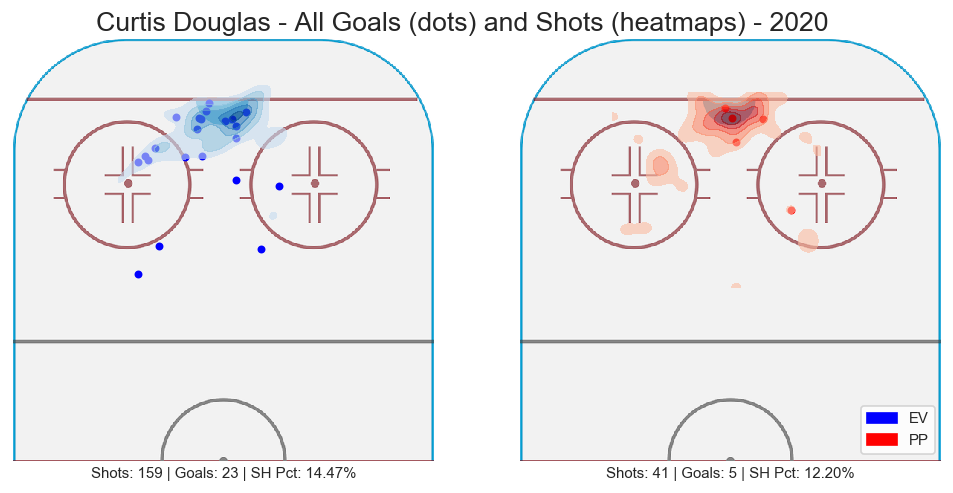 Curtis Douglas - All Goals (dots) and Shots (heatmaps) - 2020
EV
PP
Shots: 159 | Goals: 23 | SH Pct: 14.47%
Shots: 41 | Goals: 5 | SH Pct: 12.20%